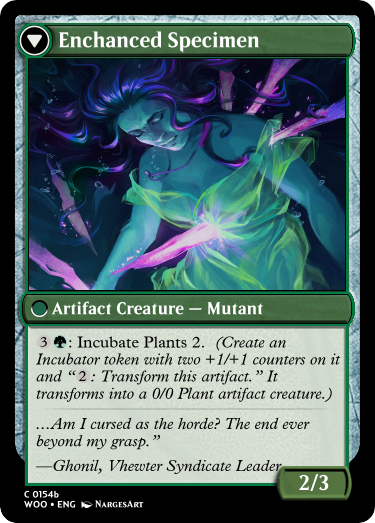 Enchanced Specimen
Artifact Creature — Mutant
3 : Incubate Plants 2. (Create an
Incubator token with two +1/+1 counters on it
and “2 : Transform this artifact.” It
transforms into a 0/0 Plant artifact creature.)
…Am I cursed as the horde? The end ever
beyond my grasp.”
—Ghonil, Vhewter Syndicate Leader
2/3
C 0154b
WOO • ENG NargesArt